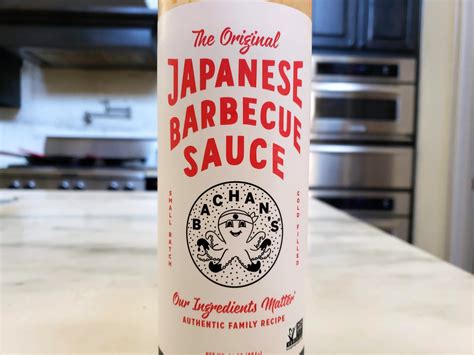 The Original
JAPANESE
BARBECUE
SAUCE
BACHAN'S
SMALL BATCH
COLD FILLED
Our Ingredients Matter
AUTHENTIC FAMILY RECIPE